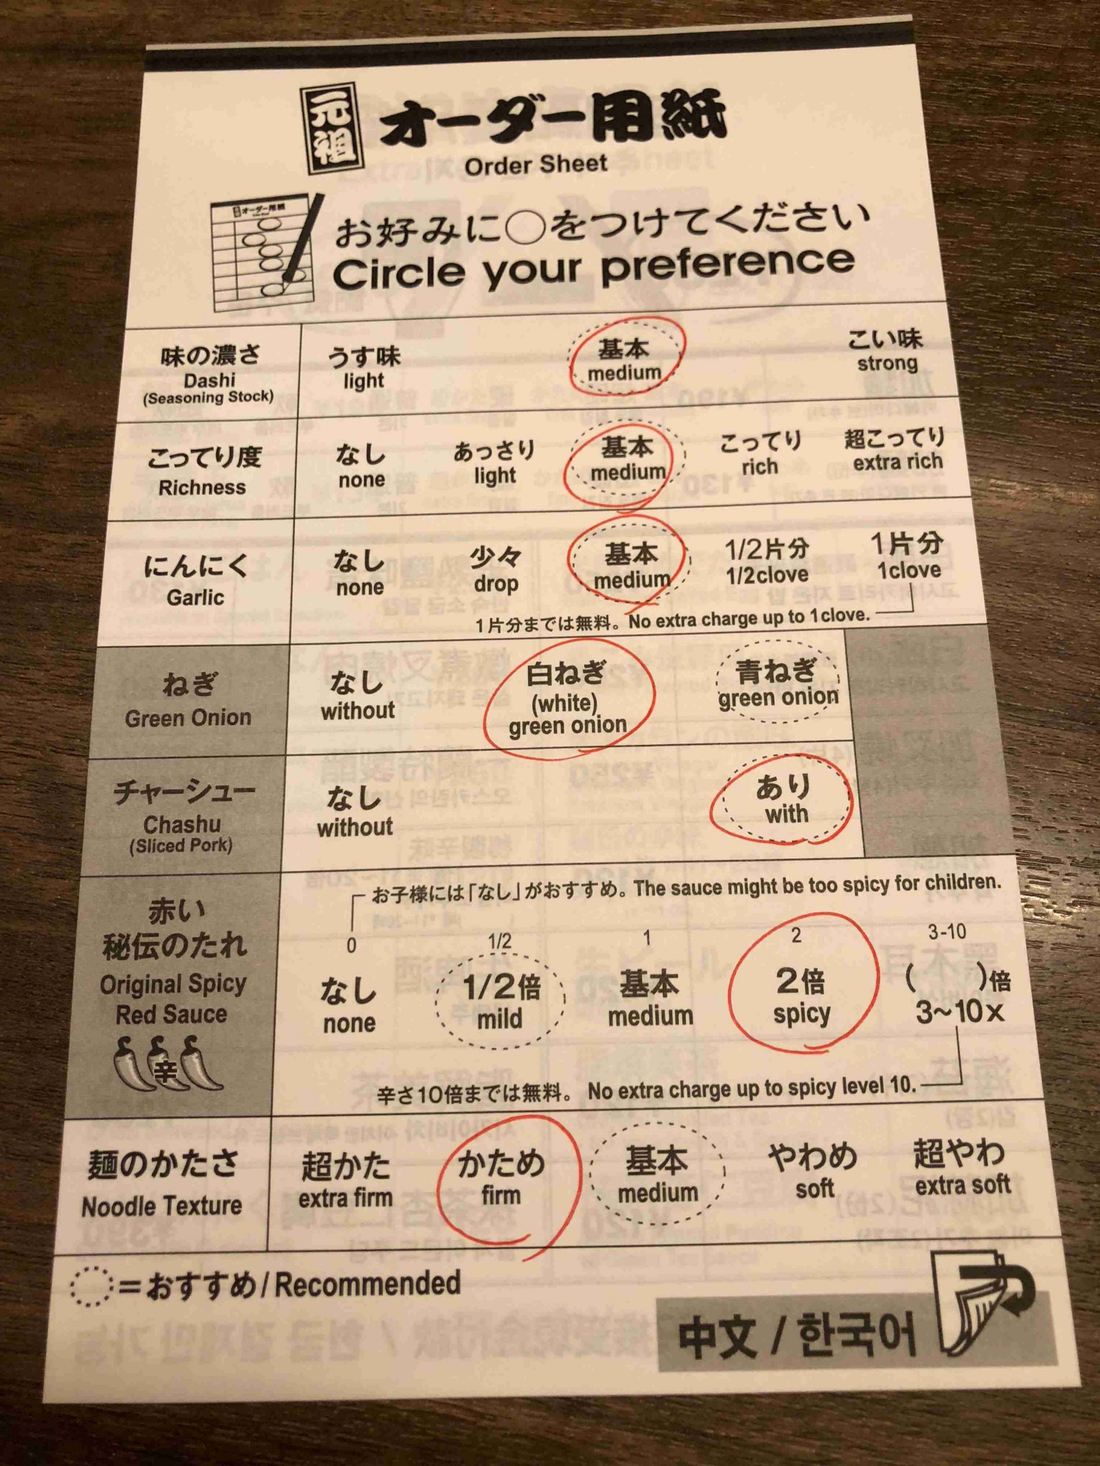 元祖 オーダー用紙
Order Sheet
お好みに○をつけてください
Circle your preference
味の濃さ
Dashi
(Seasoning Stock)
うす味
light
基本
medium
こい味
strong
こってり度
Richness
なし
none
あっさり
light
基本
medium
こってり
rich
超こってり
extra rich
にんにく
Garlic
なし
none
少々
drop
基本
medium
1/2片分
1/2clove
1片分
1clove
1片分までは無料。No extra charge up to 1clove.
ねぎ
Green Onion
なし
without
白ねぎ
(white)
green onion
青ねぎ
green onion
チャーシュー
Chashu
(Sliced Pork)
なし
without
あり
with
赤い
秘伝のたれ
Original Spicy
Red Sauce
辛
お子様には「なし」がおすすめ。The sauce might be too spicy for children.
0
なし
none
1/2
1/2倍
mild
1
基本
medium
2
2倍
spicy
3-10
( )倍
3~10x
辛さ10倍までは無料。 No extra charge up to spicy level 10.
麺のかたさ
Noodle Texture
超かた
extra firm
かため
firm
基本
medium
やわめ
soft
超やわ
extra soft
=おすすめ/Recommended
中文 / 한국어